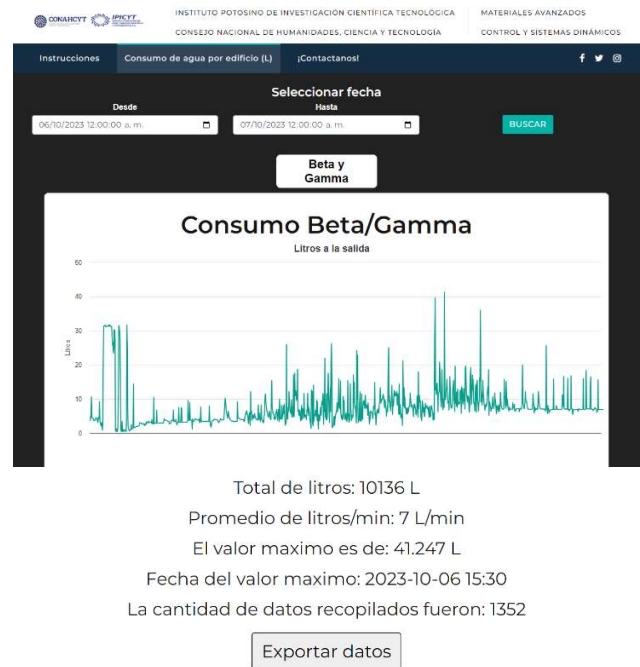 CONAHCYT IPICYT
INSTITUTO POTOSINO DE INVESTIGACIÓN CIENTÍFICA TECNOLÓGICA
CONSEJO NACIONAL DE HUMANIDADES, CIENCIA Y TECNOLOGÍA
MATERIALES AVANZADOS
CONTROL Y SISTEMAS DINÁMICOS
Instrucciones
Consumo de agua por edificio (L)
¡Contactanos!
Seleccionar fecha
Desde
Hasta
06/10/2023 12:00:00 a. m.
07/10/2023 12:00:00 a. m.
BUSCAR
Beta y
Gamma
Consumo Beta/Gamma
Litros a la salida
50
40
30
20
10
0
Litros
Total de litros: 10136 L
Promedio de litros/min: 7 L/min
El valor maximo es de: 41.247 L
Fecha del valor maximo: 2023-10-06 15:30
La cantidad de datos recopilados fueron: 1352
Exportar datos